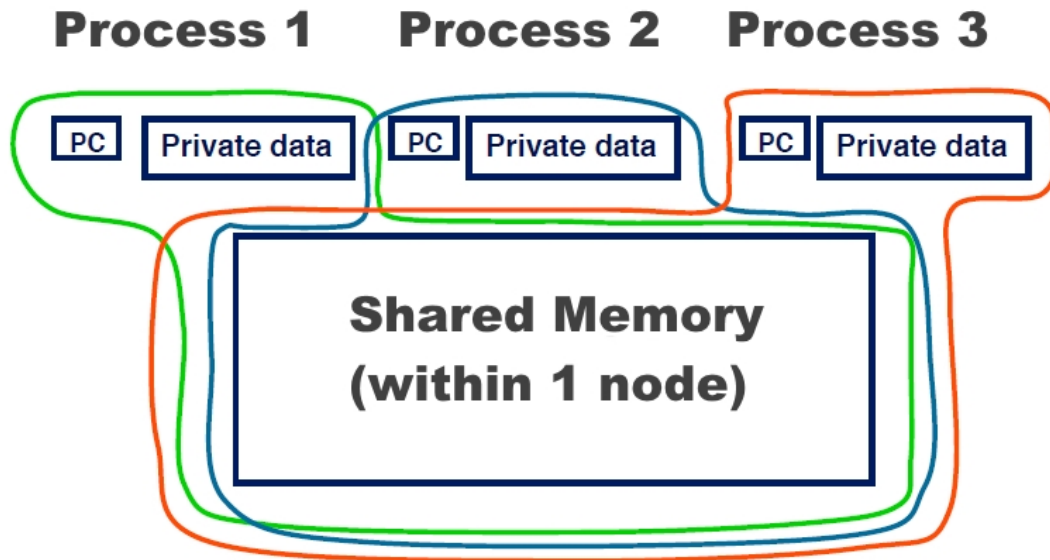 Process 1 Process 2 Process 3
PC Private data PC Private data PC Private data
Shared Memory
(within 1 node)